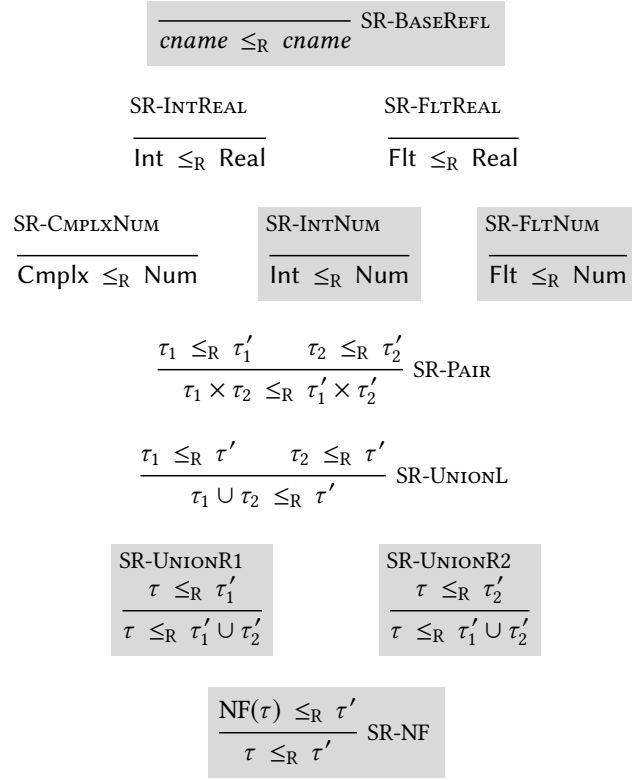 cname ≤R cname SR-BASEREFL
SR-INTREAL SR-FLTREAL
Int ≤R Real Flt ≤R Real
SR-CMPLXNUM SR-INTNUM SR-FLTNUM
Cmplx ≤R Num Int ≤R Num Flt ≤R Num
τ1 ≤R τ1′ τ2 ≤R τ2′
τ1 × τ2 ≤R τ1′ × τ2′ SR-PAIR
τ1 ≤R τ′ τ2 ≤R τ′
τ1 ∪ τ2 ≤R τ′ SR-UNIONL
SR-UNIONR1 SR-UNIONR2
τ ≤R τ1′ τ ≤R τ2′
τ ≤R τ1′ ∪ τ2′ τ ≤R τ1′ ∪ τ2′
NF(τ) ≤R τ′
τ ≤R τ′ SR-NF